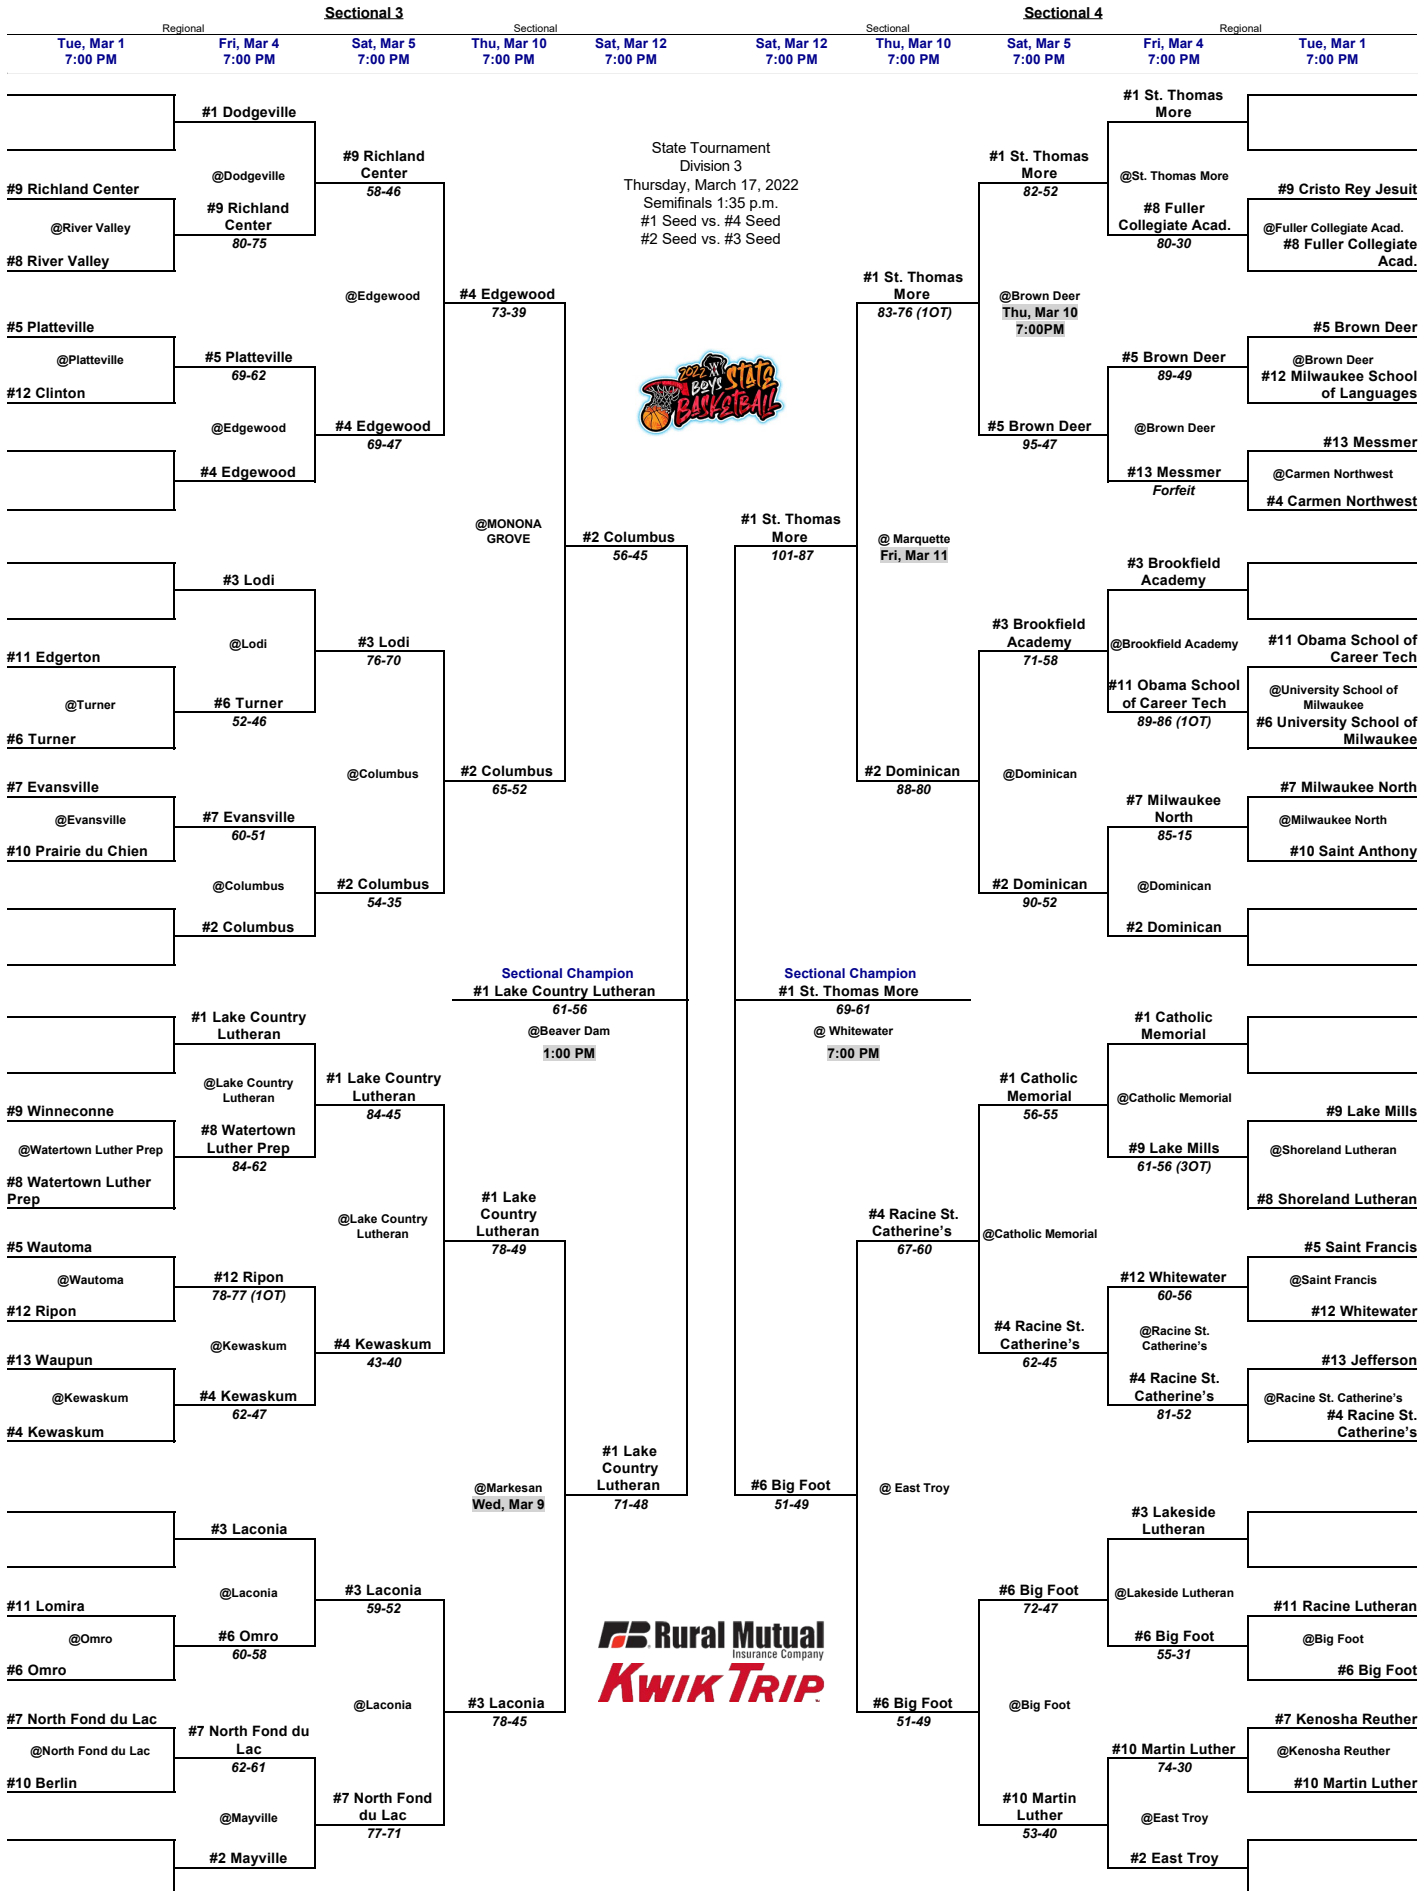 Sectional 3
Sectional 4
Regional
Sectional
Sectional
Regional
Tue, Mar 1
7:00 PM
Fri, Mar 4
7:00 PM
Sat, Mar 5
7:00 PM
Thu, Mar 10
7:00 PM
Sat, Mar 12
7:00 PM
Sat, Mar 12
7:00 PM
Thu, Mar 10
7:00 PM
Sat, Mar 5
7:00 PM
Fri, Mar 4
7:00 PM
Tue, Mar 1
7:00 PM
#9 Richland Center
@River Valley
#8 River Valley
#5 Platteville
@Platteville
#12 Clinton
#11 Edgerton
@Turner
#6 Turner
#7 Evansville
@Evansville
#10 Prairie du Chien
#9 Winneconne
@Watertown Luther Prep
#8 Watertown Luther
Prep
#5 Wautoma
@Wautoma
#12 Ripon
#13 Waupun
@Kewaskum
#4 Kewaskum
#11 Lomira
@Omro
#6 Omro
#7 North Fond du Lac
@North Fond du Lac
#10 Berlin
#1 Dodgeville
@Dodgeville
#9 Richland
Center
80-75
#5 Platteville
69-62
@Edgewood
#4 Edgewood
#3 Lodi
@Lodi
#6 Turner
52-46
#7 Evansville
60-51
@Columbus
#2 Columbus
#1 Lake Country
Lutheran
@Lake Country
Lutheran
#8 Watertown
Luther Prep
84-62
#12 Ripon
78-77 (1OT)
@Kewaskum
#4 Kewaskum
62-47
#3 Laconia
@Laconia
#6 Omro
60-58
#7 North Fond du
Lac
62-61
@Mayville
#2 Mayville
#9 Richland
Center
58-46
@Edgewood
#4 Edgewood
69-47
#3 Lodi
76-70
@Columbus
#2 Columbus
54-35
#1 Lake Country
Lutheran
84-45
@Lake Country
Lutheran
#4 Kewaskum
43-40
#3 Laconia
59-52
@Laconia
#7 North Fond
du Lac
77-71
#4 Edgewood
73-39
@MONONA
GROVE
#2 Columbus
65-52
#1 Lake
Country
Lutheran
78-49
@Markesan
Wed, Mar 9
#3 Laconia
78-45
#2 Columbus
56-45
#1 Lake
Country
Lutheran
71-48
Sectional Champion
#1 Lake Country Lutheran
61-56
@Beaver Dam
1:00 PM
State Tournament
Division 3
Thursday, March 17, 2022
Semifinals 1:35 p.m.
#1 Seed vs. #4 Seed
#2 Seed vs. #3 Seed
2022
BOYS STATE
BASKETBALL
Rural Mutual
Insurance Company
KWIK TRIP
Sectional Champion
#1 St. Thomas More
69-61
@ Whitewater
7:00 PM
#1 St. Thomas
More
101-87
#6 Big Foot
51-49
#1 St. Thomas
More
83-76 (1OT)
@ Marquette
Fri, Mar 11
#2 Dominican
88-80
#4 Racine St.
Catherine’s
67-60
@ East Troy
#6 Big Foot
51-49
#1 St. Thomas
More
82-52
@Brown Deer
Thu, Mar 10
7:00PM
#5 Brown Deer
95-47
#3 Brookfield
Academy
71-58
@Dominican
#2 Dominican
90-52
#1 Catholic
Memorial
56-55
@Catholic Memorial
#4 Racine St.
Catherine’s
62-45
#6 Big Foot
72-47
@Big Foot
#10 Martin
Luther
53-40
#1 St. Thomas
More
@St. Thomas More
#8 Fuller
Collegiate Acad.
80-30
#5 Brown Deer
89-49
@Brown Deer
#13 Messmer
Forfeit
#3 Brookfield
Academy
@Brookfield Academy
#11 Obama School
of Career Tech
89-86 (1OT)
#7 Milwaukee
North
85-15
@Dominican
#2 Dominican
#1 Catholic
Memorial
@Catholic Memorial
#9 Lake Mills
61-56 (3OT)
#12 Whitewater
60-56
@Racine St.
Catherine’s
#4 Racine St.
Catherine’s
81-52
#3 Lakeside
Lutheran
@Lakeside Lutheran
#6 Big Foot
55-31
#10 Martin Luther
74-30
@East Troy
#2 East Troy
#9 Cristo Rey Jesuit
@Fuller Collegiate Acad.
#8 Fuller Collegiate
Acad.
#5 Brown Deer
@Brown Deer
#12 Milwaukee School
of Languages
#13 Messmer
@Carmen Northwest
#4 Carmen Northwest
#11 Obama School of
Career Tech
@University School of
Milwaukee
#6 University School of
Milwaukee
#7 Milwaukee North
@Milwaukee North
#10 Saint Anthony
#9 Lake Mills
@Shoreland Lutheran
#8 Shoreland Lutheran
#5 Saint Francis
@Saint Francis
#12 Whitewater
#13 Jefferson
@Racine St. Catherine’s
#4 Racine St.
Catherine’s
#11 Racine Lutheran
@Big Foot
#6 Big Foot
#7 Kenosha Reuther
@Kenosha Reuther
#10 Martin Luther